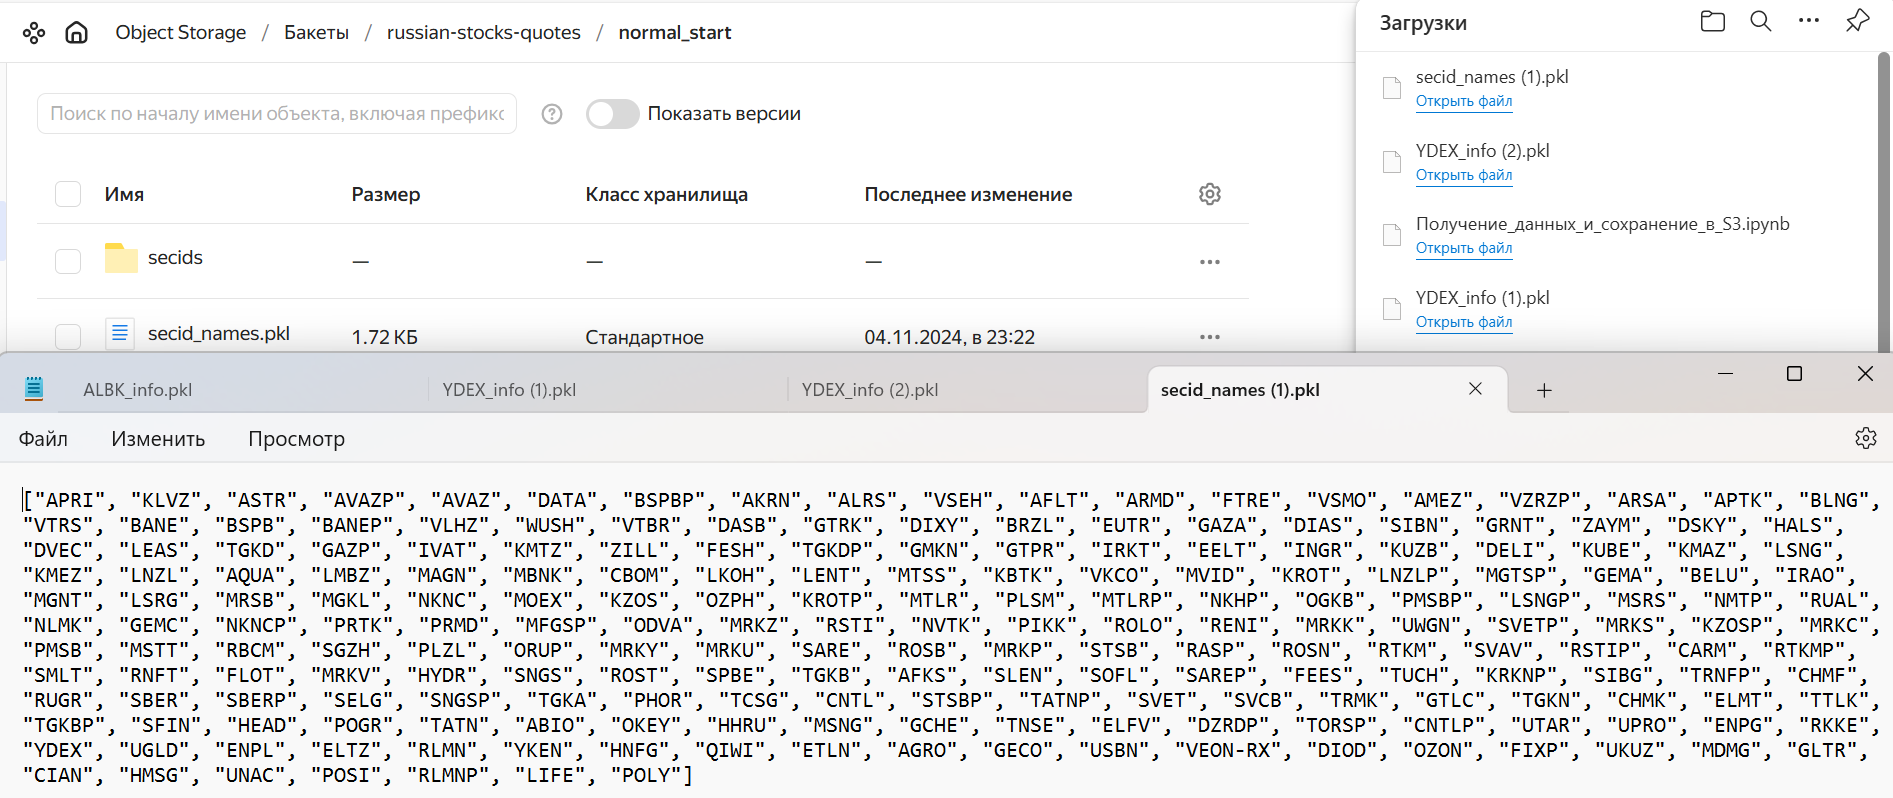 Object Storage / Бакеты / russian-stocks-quotes / normal_start
Поиск по началу имени объекта, включая префикс
Показать версии
Имя Размер Класс хранилища Последнее изменение
secids — — —
secid_names.pkl 1.72 КБ Стандартное 04.11.2024, в 23:22
Загрузки
secid_names (1).pkl
Открыть файл
YDEX_info (2).pkl
Открыть файл
Получение_данных_и_сохранение_в_S3.ipynb
Открыть файл
YDEX_info (1).pkl
Открыть файл
ALBK_info.pkl YDEX_info (1).pkl YDEX_info (2).pkl secid_names (1).pkl
Файл Изменить Просмотр
["APRI", "KLVZ", "ASTR", "AVAZP", "AVAZ", "DATA", "BSPBP", "AKRN", "ALRS", "VSEH", "AFLT", "ARMD", "FTRE", "VSMO", "AMEZ", "VZRZP", "ARSA", "APTK", "BLNG",
"VTRS", "BANE", "BSPB", "BANEP", "VLHZ", "WUSH", "VTBR", "DASB", "GTRK", "DIXY", "BRZL", "EUTR", "GAZA", "DIAS", "SIBN", "GRNT", "ZAYM", "DSKY", "HALS",
"DVEC", "LEAS", "TGKD", "GAZP", "IVAT", "KMTZ", "ZILL", "FESH", "TGKDP", "GMKN", "GTPR", "IRKT", "EELT", "INGR", "KUZB", "DELI", "KUBE", "KMAZ", "LSNG",
"KMEZ", "LNZL", "AQUA", "LMBZ", "MAGN", "MBNK", "CBOM", "LKOH", "LENT", "MTSS", "KBTK", "VKCO", "MVID", "KROT", "LNZLP", "MGTSP", "GEMA", "BELU", "IRAO",
"MGNT", "LSRG", "MRSB", "MGKL", "NKNC", "MOEX", "KZOS", "OZPH", "KROTP", "MTLR", "PLSM", "MTLRP", "NKHP", "OGKB", "PMSBP", "LSNGP", "MSRS", "NMTP", "RUAL",
"NLMK", "GEMC", "NKNCP", "PRTK", "PRMD", "MFGSP", "ODVA", "MRKZ", "RSTI", "NVTK", "PIKK", "ROLO", "RENI", "MRKK", "UWGN", "SVETP", "MRKS", "KZOSP", "MRKC",
"PMSB", "MSTT", "RBCM", "SGZH", "PLZL", "ORUP", "MRKY", "MRKU", "SARE", "ROSB", "MRKP", "STSB", "RASP", "ROSN", "RTKM", "SVAV", "RSTIP", "CARM", "RTKMP",
"SMLT", "RNFT", "FLOT", "MRKV", "HYDR", "SNGS", "ROST", "SPBE", "TGKB", "AFKS", "SLEN", "SOFL", "SAREP", "FEES", "TUCH", "KRKNP", "SIBG", "TRNFP", "CHMF",
"RUGR", "SBER", "SBERP", "SELG", "SNGSP", "TGKA", "PHOR", "TCSG", "CNTL", "STSBP", "TATNP", "SVET", "SVCB", "TRMK", "GTLC", "TGKN", "CHMK", "ELMT", "TTLK",
"TGKBP", "SFIN", "HEAD", "POGR", "TATN", "ABIO", "OKEY", "HHRU", "MSNG", "GCHE", "TNSE", "ELFV", "DZRDP", "TORSP", "CNTLP", "UTAR", "UPRO", "ENPG", "RKKE",
"YDEX", "UGLD", "ENPL", "ELTZ", "RLMN", "YKEN", "HNFG", "QIWI", "ETLN", "AGRO", "GECO", "USBN", "VEON-RX", "DIOD", "OZON", "FIXP", "UKUZ", "MDMG", "GLTR",
"CIAN", "HMSG", "UNAC", "POSI", "RLMNP", "LIFE", "POLY"]